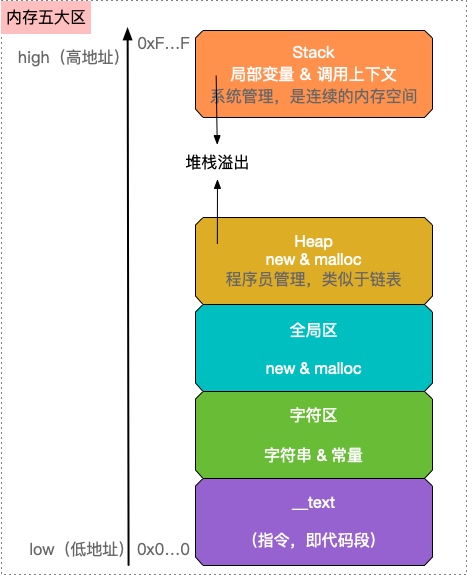 内存五大区
high（高地址）
0xF…F
Stack
局部变量 & 调用上下文
系统管理，是连续的内存空间
堆栈溢出
Heap
new & malloc
程序员管理，类似于链表
全局区
new & malloc
字符区
字符串 & 常量
__text
（指令，即代码段）
low（低地址）
0x0…0